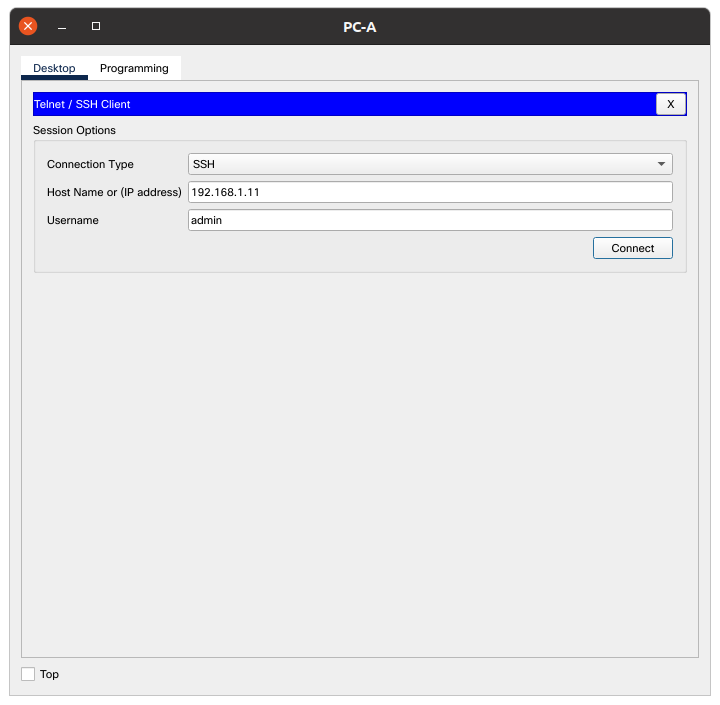 PC-A
Desktop Programming
Telnet / SSH Client X
Session Options
Connection Type SSH
Host Name or (IP address) 192.168.1.11
Username admin
Connect
Top